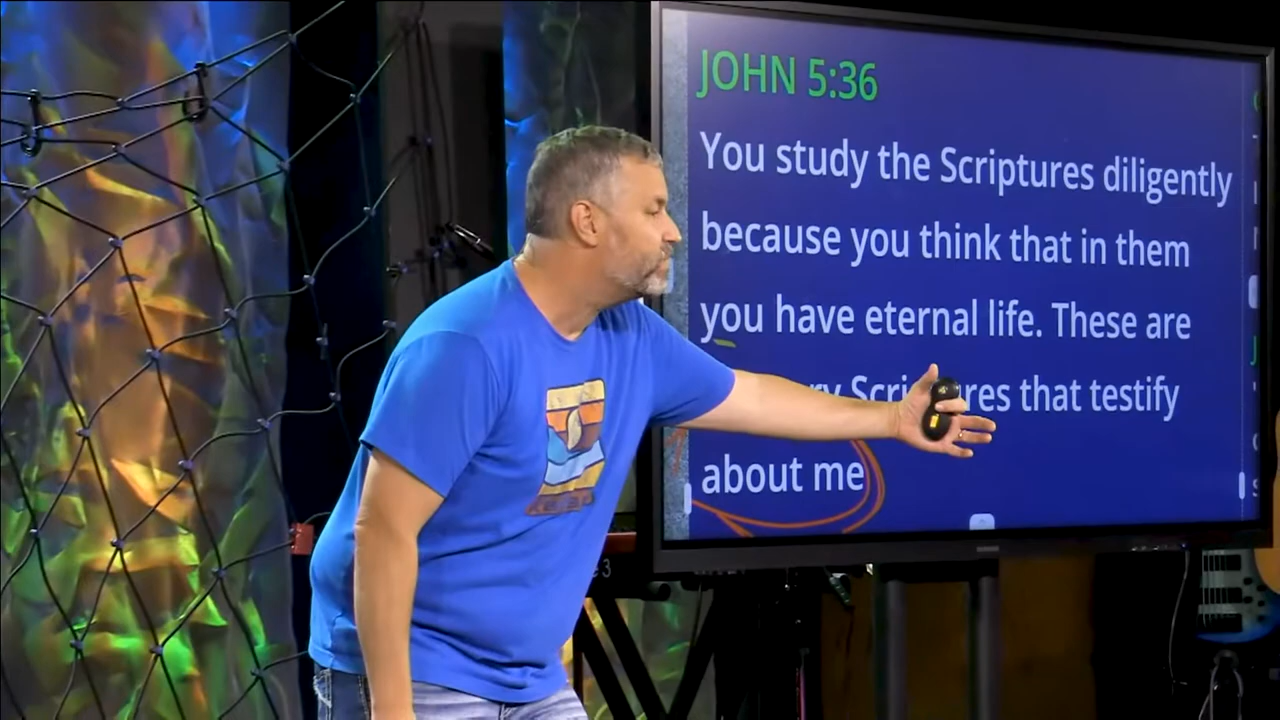 JOHN 5:36
You study the Scriptures diligently
because you think that in them
you have eternal life. These are
that testify
about me